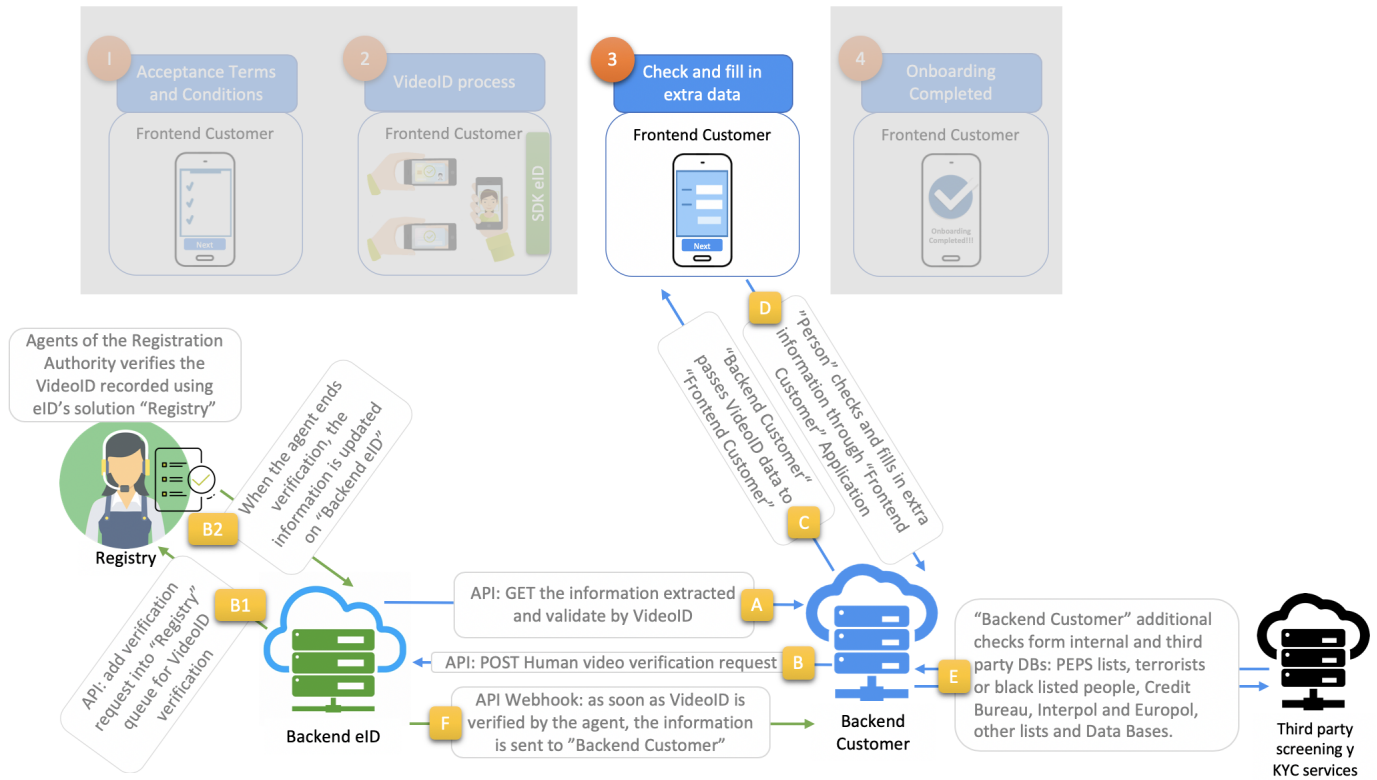 1
Acceptance Terms
and Conditions
Frontend Customer
Next
2
VideoID process
Frontend Customer
SDK eID
3
Check and fill in
extra data
Frontend Customer
Next
4
Onboarding
Completed
Frontend Customer
Onboarding
Completed!!!
Agents of the Registration
Authority verifies the
VideoID recorded using
eID’s solution “Registry”
Registry
B2
When the agent ends
verification, the
information is updated
on “Backend eID”
B1
API: add verification
request into “Registry”
queue for VideoID
verification
Backend eID
API: GET the information extracted
and validate by VideoID
A
API: POST Human video verification request
B
F
API Webhook: as soon as VideoID is
verified by the agent, the information
is sent to ”Backend Customer”
“Backend Customer“
passes VideoID data to
“Frontend Customer”
C
D
”Person” checks and fills in extra
information through “Frontend
Customer” Application
Backend
Customer
E
“Backend Customer” additional
checks form internal and third
party DBs: PEPS lists, terrorists
or black listed people, Credit
Bureau, Interpol and Europol,
other lists and Data Bases.
Third party
screening y
KYC services